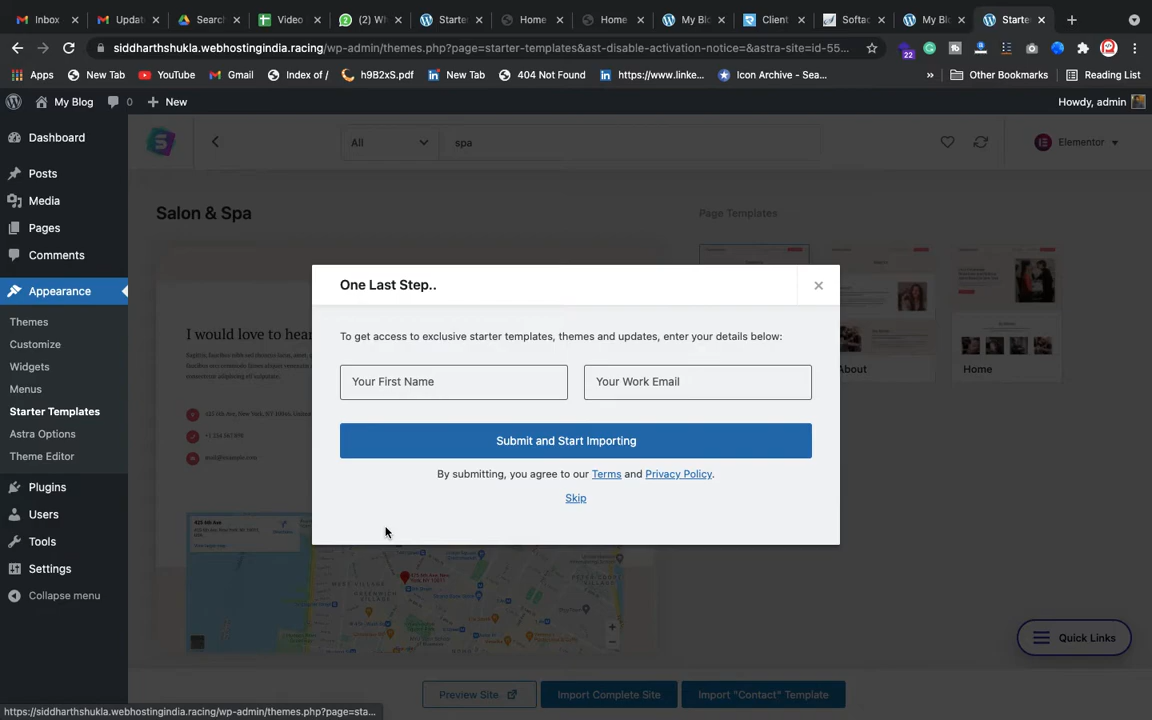 Inbox
Update
Search
Video
(2) Wh
Starte
Home
Home
My Blo
Client
Softac
My Blo
Starte
siddharthshukla.webhostingindia.racing/wp-admin/themes.php?page=starter-templates&ast-disable-activation-notice=&astra-site=id-55...
22
Apps
New Tab
YouTube
Gmail
Index of /
h9B2xS.pdf
New Tab
404 Not Found
https://www.linke...
Icon Archive - Sea...
»
Other Bookmarks
Reading List
My Blog
0
New
Howdy, admin
Dashboard
Posts
Media
Pages
Comments
Appearance
Themes
Customize
Widgets
Menus
Starter Templates
Astra Options
Theme Editor
Plugins
Users
Tools
Settings
Collapse menu
All
spa
Elementor
Salon & Spa
Page Templates
I would love to hear
About
Home
One Last Step..
To get access to exclusive starter templates, themes and updates, enter your details below:
Your First Name
Your Work Email
Submit and Start Importing
By submitting, you agree to our Terms and Privacy Policy.
Skip
Quick Links
Preview Site
Import Complete Site
Import "Contact" Template
https://siddharthshukla.webhostingindia.racing/wp-admin/themes.php?page=sta...